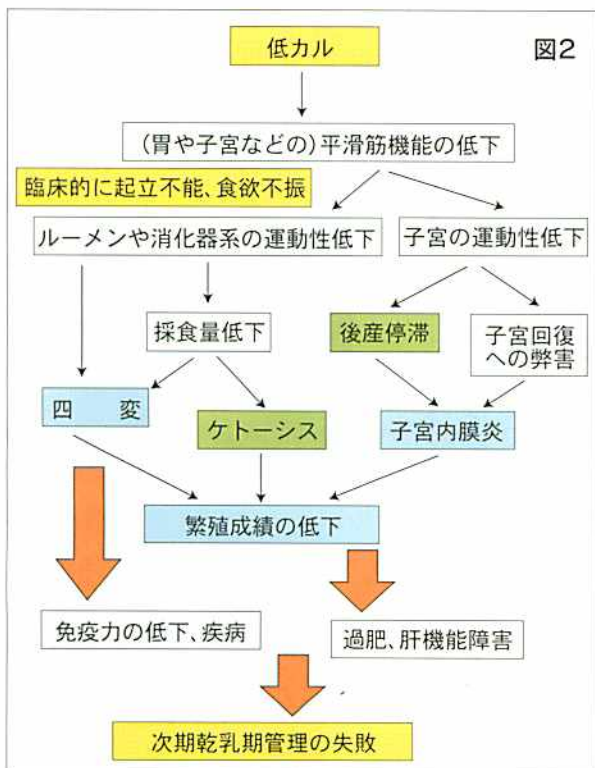 低カル
図2
(胃や子宮などの)平滑筋機能の低下
臨床的に起立不能、食欲不振
ルーメンや消化器系の運動性低下
子宮の運動性低下
採食量低下
後産停滞
子宮回復
への弊害
四 変
ケトーシス
子宮内膜炎
繁殖成績の低下
免疫力の低下、疾病
過肥、肝機能障害
次期乾乳期管理の失敗